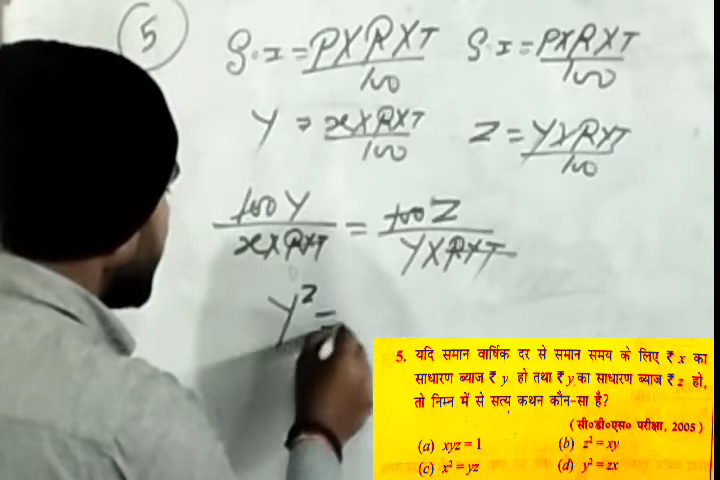 5
S.I = P×R×T/100 S.I = P×R×T/100
Y = x×R×T/100 Z = Y×R×T/100
100Y/x×R×T = 100Z/Y×R×T
Y² =
5. यदि समान वार्षिक दर से समान समय के लिए ₹ x का
साधारण ब्याज ₹ y हो तथा ₹ y का साधारण ब्याज ₹ z हो,
तो निम्न में से सत्य कथन कौन-सा है?
(सी०डी०एस० परीक्षा, 2005)
(a) xyz = 1 (b) z² = xy
(c) x² = yz (d) y² = zx